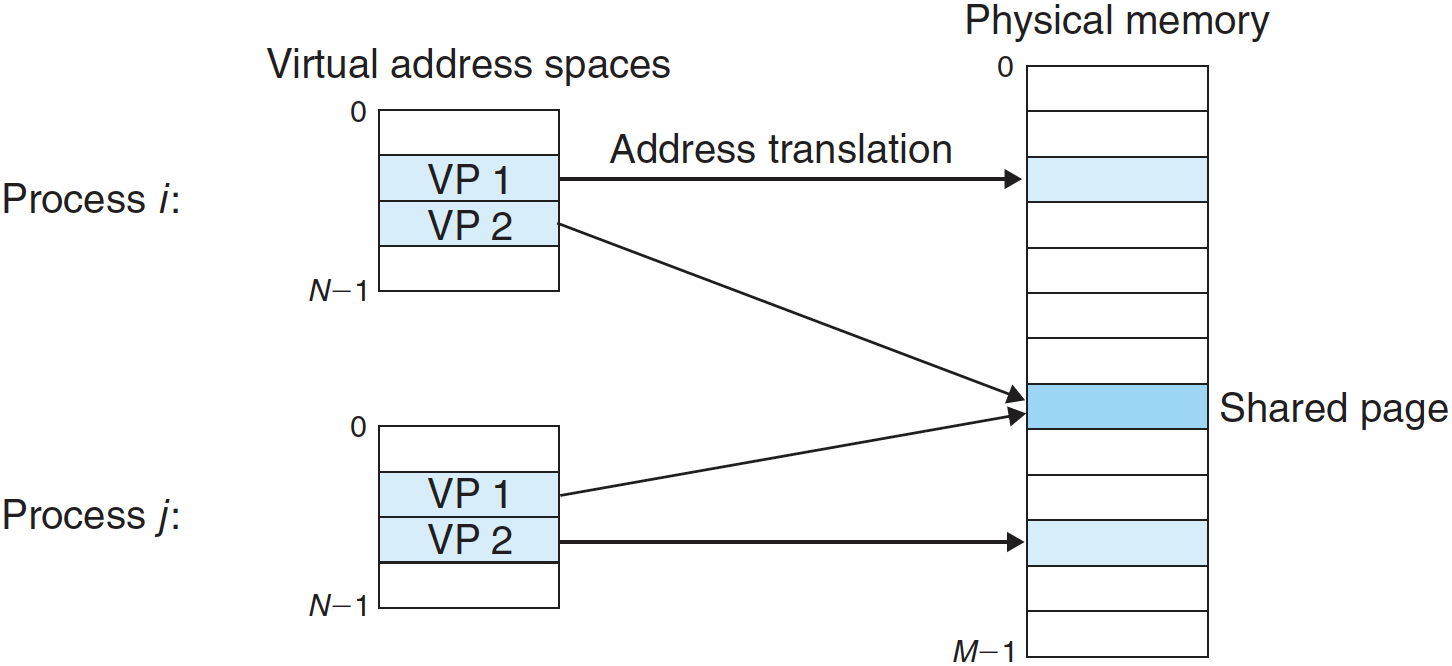 Physical memory
Virtual address spaces
0
0
Address translation
VP 1
Process i:
VP 2
N−1
Shared page
0
VP 1
Process j:
VP 2
N−1
M−1